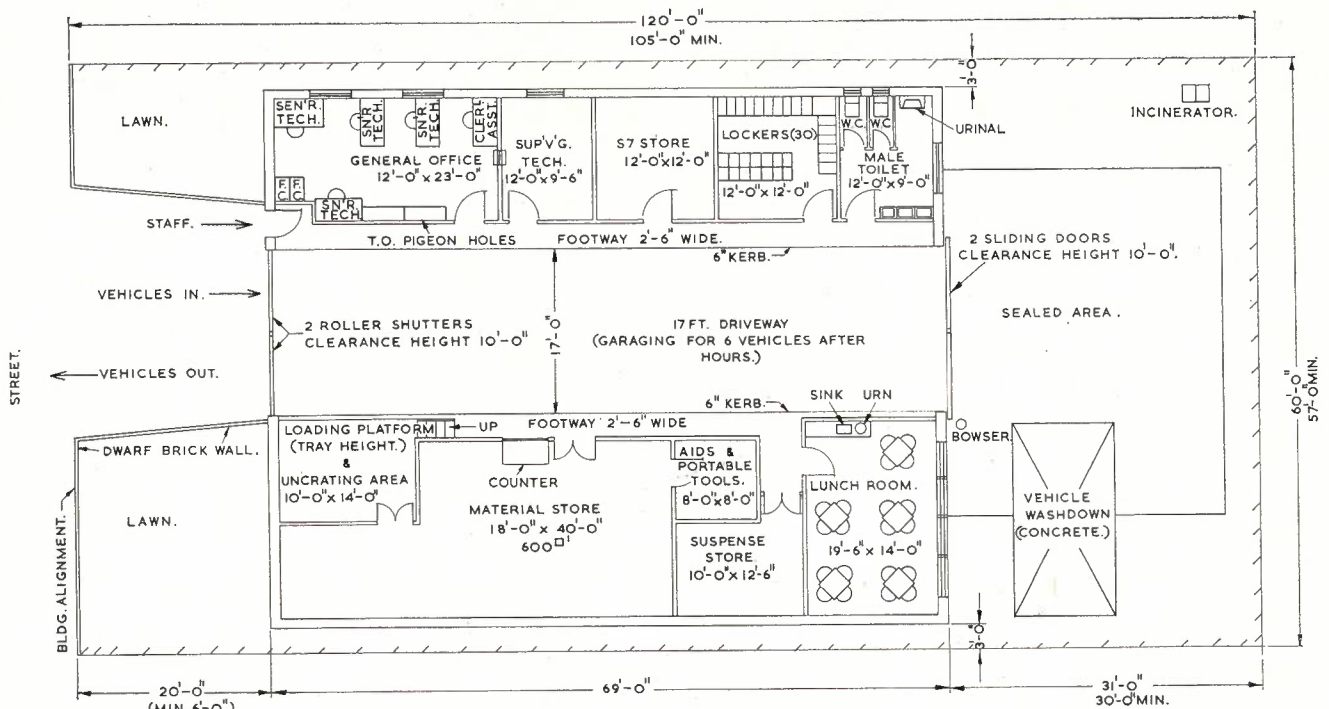 120'-0"
105'-0" MIN.
3'-0"
LAWN.
SEN'R.
TECH.
SN'R
TECH.
SN'R
TECH
CLER'L
ASST.
GENERAL OFFICE
12'-0" x 23'-0"
F.C.
F.C.
SN'R
TECH
SUP'V'G.
TECH.
12'-0"x9'-6"
S7 STORE
12'-0"x12'-0"
LOCKERS(30)
12'-0"x 12'-0"
W.C.
W.C.
URINAL
MALE
TOILET
12'-0"x9'-0"
INCINERATOR.
STAFF.
T.O. PIGEON HOLES
FOOTWAY 2'-6" WIDE.
6" KERB.
2 SLIDING DOORS
CLEARANCE HEIGHT 10'-0".
VEHICLES IN.
2 ROLLER SHUTTERS
CLEARANCE HEIGHT 10'-0"
17'-0"
17 FT. DRIVEWAY
(GARAGING FOR 6 VEHICLES AFTER
HOURS.)
SEALED AREA.
STREET.
VEHICLES OUT.
60'-0"
57'-0"MIN.
6" KERB.
SINK
URN
LOADING PLATFORM
(TRAY HEIGHT.)
&
UNCRATING AREA
10'-0"x 14'-0"
UP
FOOTWAY 2'-6" WIDE
DWARF BRICK WALL.
COUNTER
AIDS &
PORTABLE
TOOLS.
8'-0"x8'-0"
BOWSER.
LUNCH ROOM.
19'-6" x 14'-0"
MATERIAL STORE
18'-0" x 40'-0"
600□'
SUSPENSE
STORE
10'-0"x12'-6"
VEHICLE
WASHDOWN
(CONCRETE.)
LAWN.
BLDG. ALIGNMENT.
3'-0"
20'-0"
(MIN 6'-0")
69'-0"
31'-0"
30'-0"MIN.